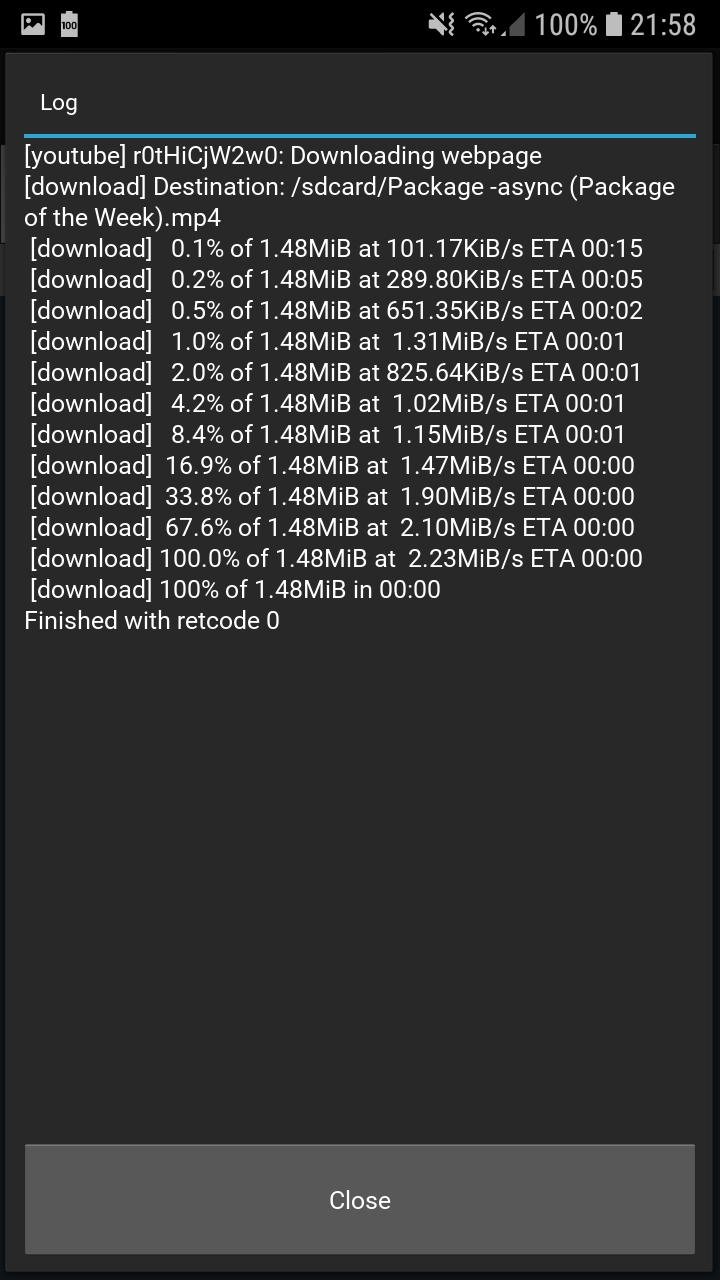 100 100% 21:58
Log
[youtube] r0tHiCjW2w0: Downloading webpage
[download] Destination: /sdcard/Package -async (Package
of the Week).mp4
[download]   0.1% of 1.48MiB at 101.17KiB/s ETA 00:15
[download]   0.2% of 1.48MiB at 289.80KiB/s ETA 00:05
[download]   0.5% of 1.48MiB at 651.35KiB/s ETA 00:02
[download]   1.0% of 1.48MiB at  1.31MiB/s ETA 00:01
[download]   2.0% of 1.48MiB at 825.64KiB/s ETA 00:01
[download]   4.2% of 1.48MiB at  1.02MiB/s ETA 00:01
[download]   8.4% of 1.48MiB at  1.15MiB/s ETA 00:01
[download]  16.9% of 1.48MiB at  1.47MiB/s ETA 00:00
[download]  33.8% of 1.48MiB at  1.90MiB/s ETA 00:00
[download]  67.6% of 1.48MiB at  2.10MiB/s ETA 00:00
[download] 100.0% of 1.48MiB at  2.23MiB/s ETA 00:00
[download] 100% of 1.48MiB in 00:00
Finished with retcode 0
Close